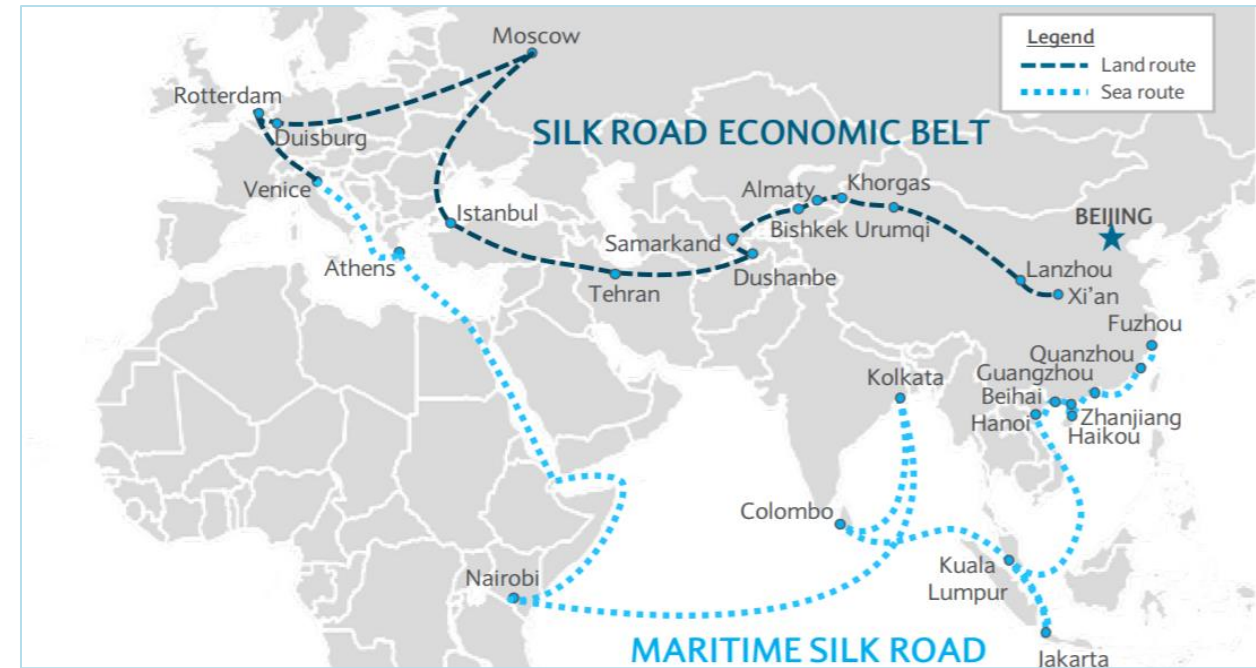 Moscow
Legend
Land route
Sea route
Rotterdam
Duisburg
SILK ROAD ECONOMIC BELT
Venice
Almaty
Khorgas
Istanbul
Bishkek
Urumqi
BEIJING
Samarkand
Athens
Dushanbe
Tehran
Lanzhou
Xi'an
Fuzhou
Quanzhou
Guangzhou
Kolkata
Beihai
Zhanjiang
Hanoi
Haikou
Colombo
Nairobi
Kuala
Lumpur
MARITIME SILK ROAD
Jakarta